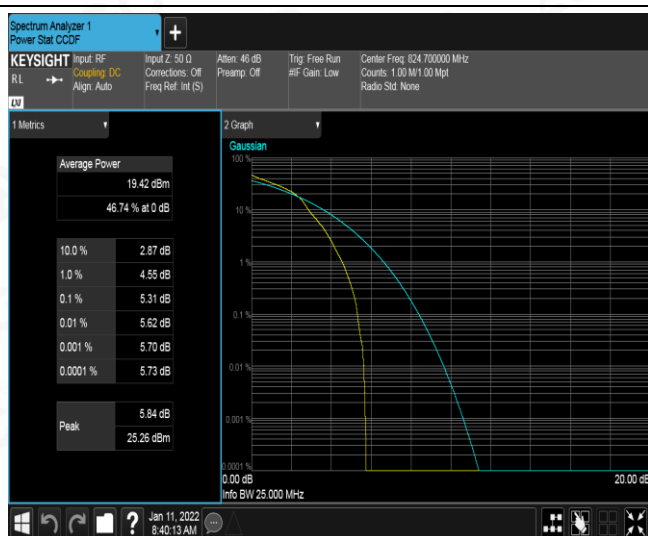 Spectrum Analyzer 1
Power Stat CCDF
+
KEYSIGHT
RL
LXI
Input: RF
Coupling: DC
Align: Auto
Input Z: 50 Ω
Corrections: Off
Freq Ref: Int (S)
Atten: 46 dB
Preamp: Off
Trig: Free Run
#IF Gain: Low
Center Freq: 824.700000 MHz
Counts: 1.00 M/1.00 Mpt
Radio Std: None
1 Metrics
Average Power
19.42 dBm
46.74 % at 0 dB
10.0 % 2.87 dB
1.0 % 4.55 dB
0.1 % 5.31 dB
0.01 % 5.62 dB
0.001 % 5.70 dB
0.0001 % 5.73 dB
Peak
5.84 dB
25.26 dBm
2 Graph
Gaussian
100 %
10 %
1 %
0.1 %
0.01 %
0.001 %
0.0001 %
0.00 dB
20.00 dB
Info BW 25.000 MHz
?
Jan 11, 2022
8:40:13 AM